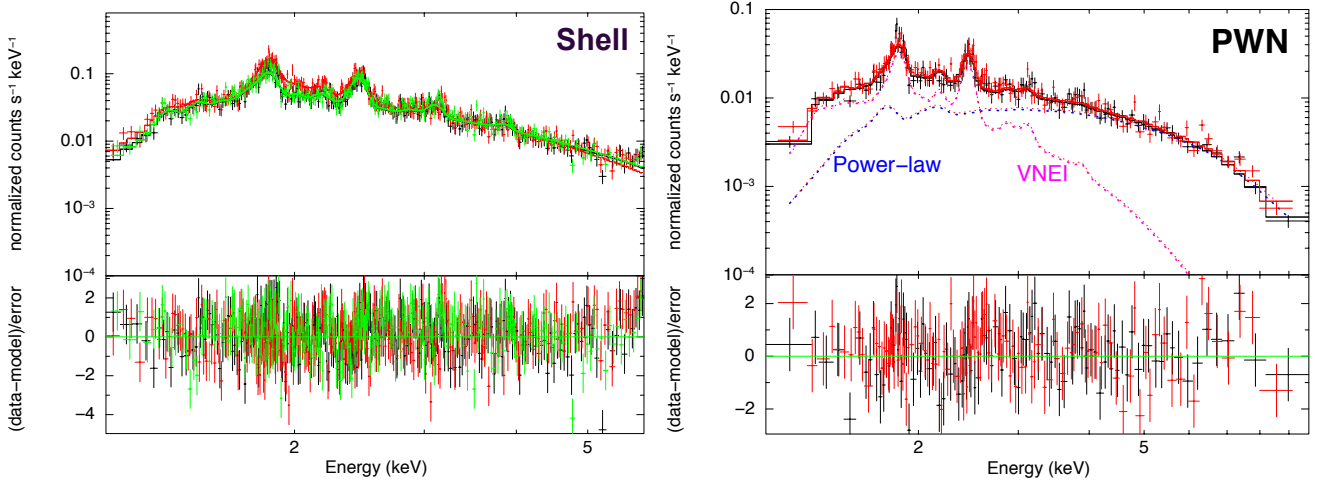 Shell
normalized counts s⁻¹ keV⁻¹
0.1
0.01
10⁻³
10⁻⁴
(data−model)/error
2
0
−2
−4
2
5
Energy (keV)
PWN
normalized counts s⁻¹ keV⁻¹
0.1
0.01
10⁻³
10⁻⁴
Power−law
VNEI
(data−model)/error
2
0
−2
2
5
Energy (keV)